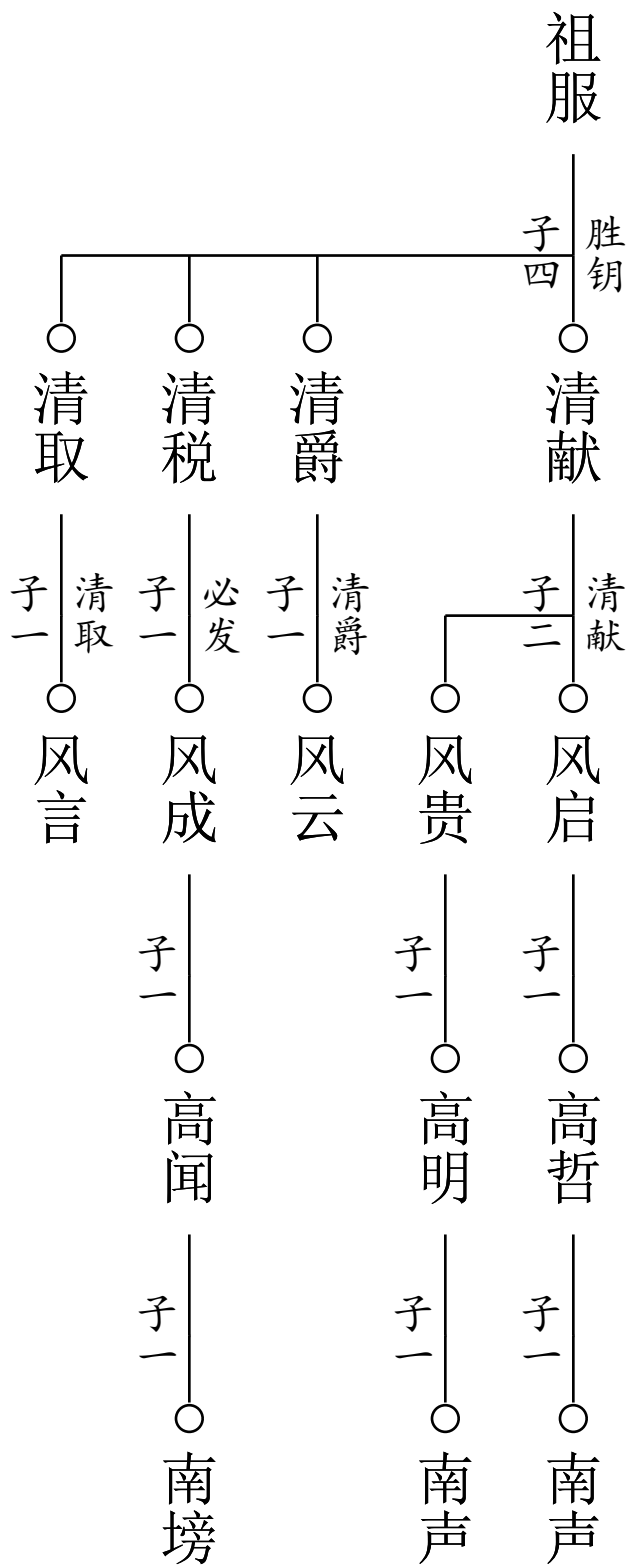 祖服
胜钥
子四
清献
清爵
清税
清取
清献
子二
清爵
子一
必发
子一
清取
子一
风启
风贵
风云
风成
风言
子一
子一
子一
高哲
高明
高闻
子一
子一
子一
南声
南声
南塝